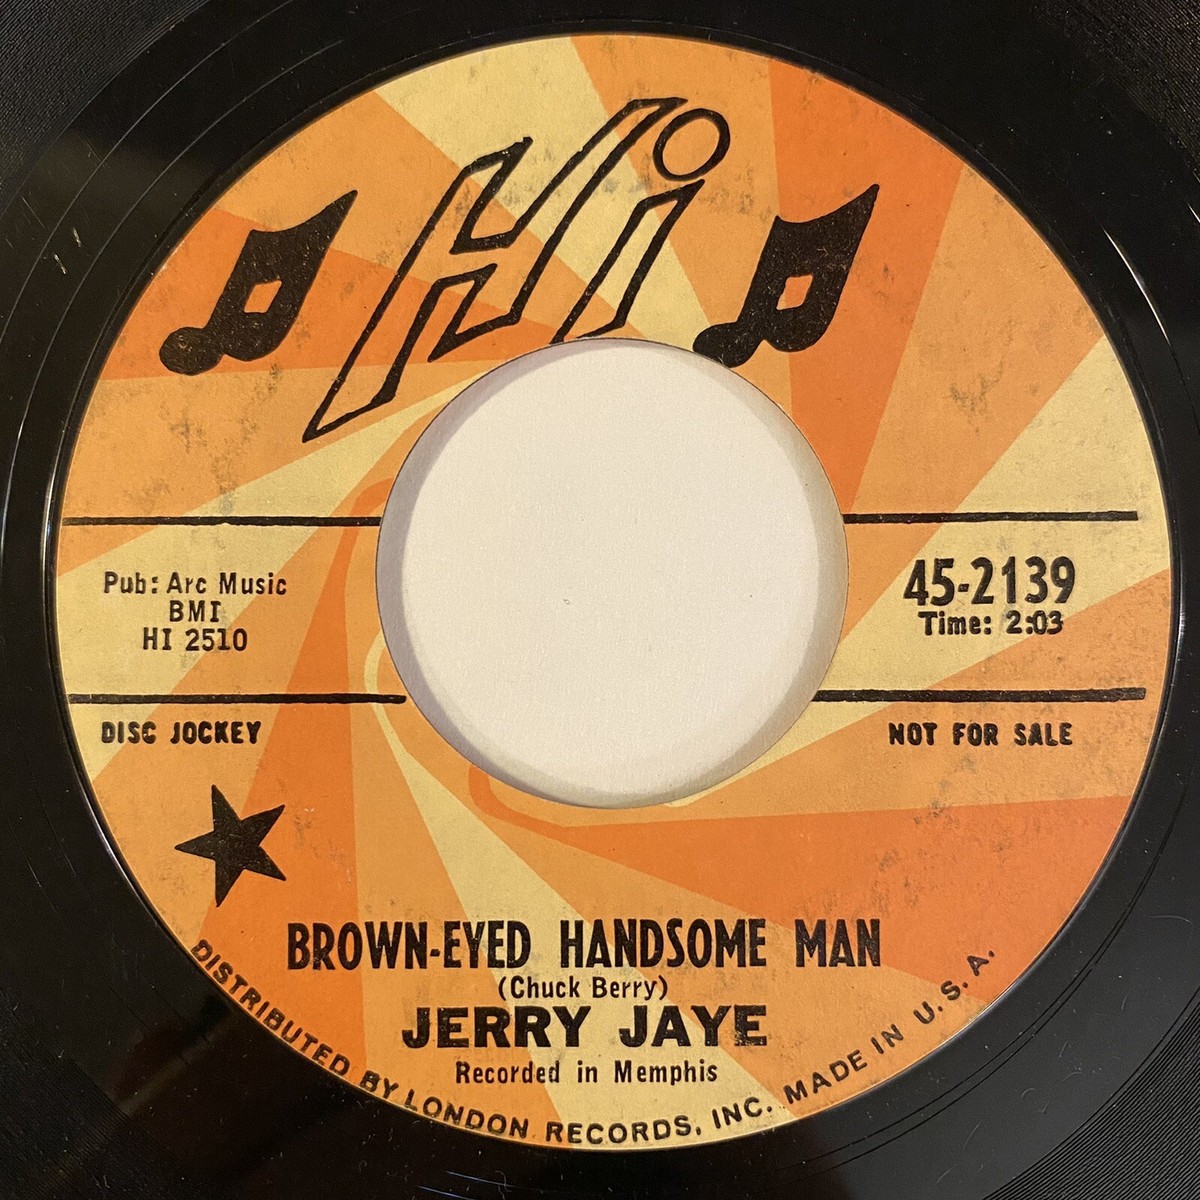 Hi
Pub: Arc Music
BMI
HI 2510
45-2139
Time: 2:03
DISC JOCKEY
NOT FOR SALE
BROWN-EYED HANDSOME MAN
(Chuck Berry)
JERRY JAYE
Recorded in Memphis
DISTRIBUTED BY LONDON RECORDS, INC. MADE IN U.S.A.